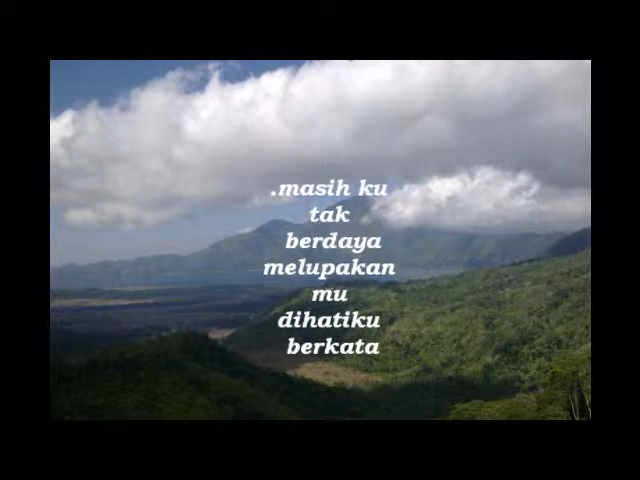 .masih ku
tak
berdaya
melupakan
mu
dihatiku
berkata